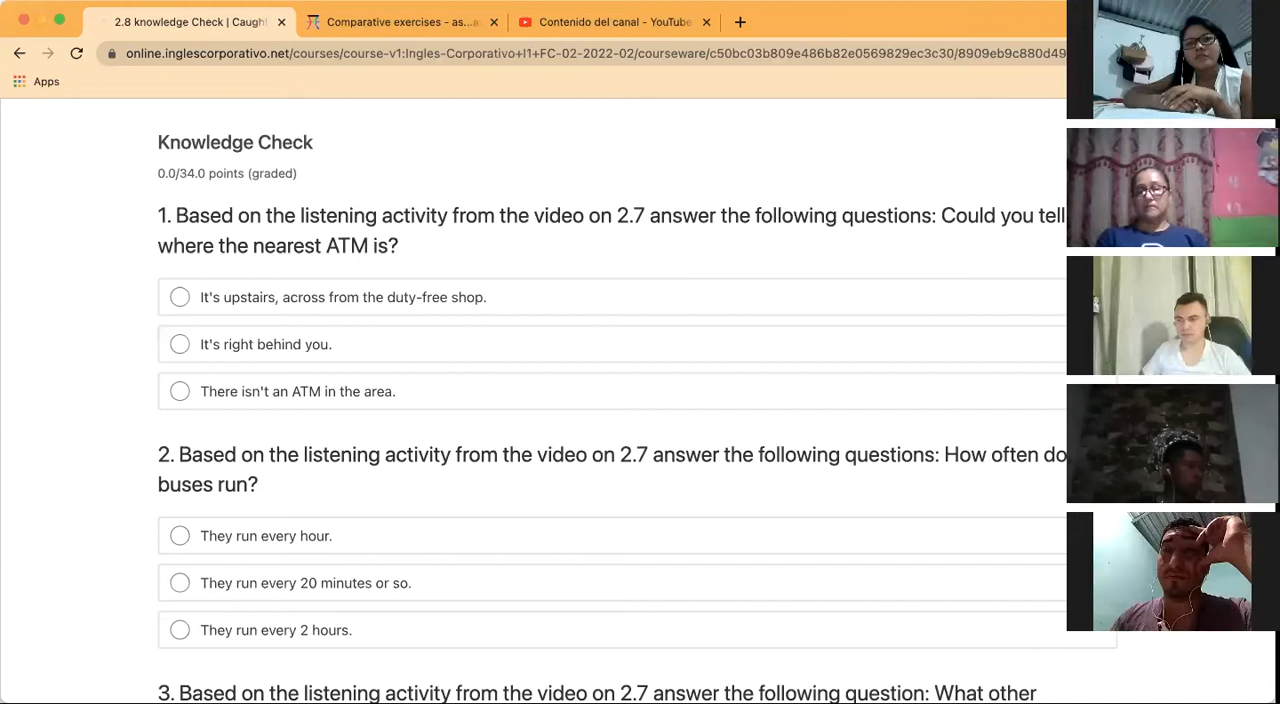 2.8 knowledge Check | Caught
Comparative exercises - as...as
Contenido del canal - YouTube
online.inglescorporativo.net/courses/course-v1:Ingles-Corporativo+I1+FC-02-2022-02/courseware/c50bc03b809e486b82e0569829ec3c30/8909eb9c880d49
Apps
Knowledge Check
0.0/34.0 points (graded)
1. Based on the listening activity from the video on 2.7 answer the following questions: Could you tell
where the nearest ATM is?
It's upstairs, across from the duty-free shop.
It's right behind you.
There isn't an ATM in the area.
2. Based on the listening activity from the video on 2.7 answer the following questions: How often do
buses run?
They run every hour.
They run every 20 minutes or so.
They run every 2 hours.
3. Based on the listening activity from the video on 2.7 answer the following question: What other